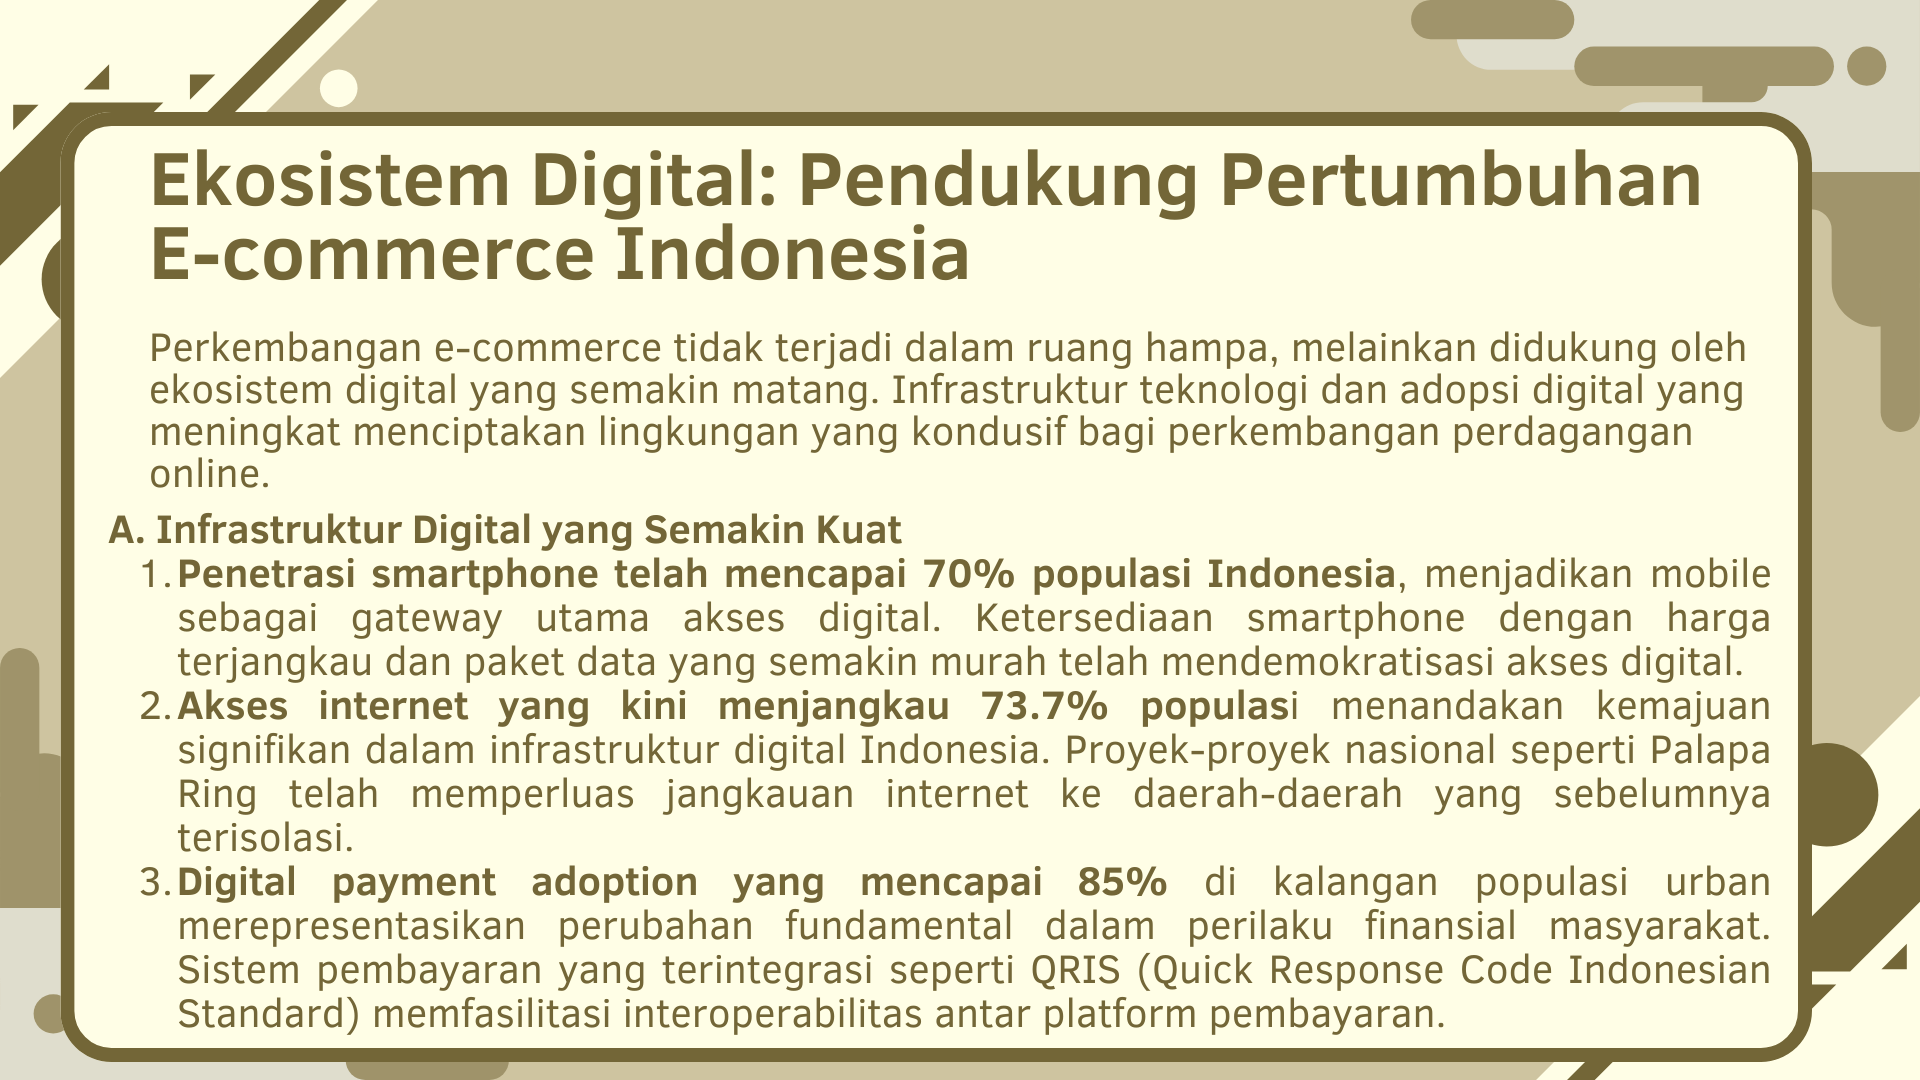 Ekosistem Digital: Pendukung Pertumbuhan
E-commerce Indonesia
Perkembangan e-commerce tidak terjadi dalam ruang hampa, melainkan didukung oleh
ekosistem digital yang semakin matang. Infrastruktur teknologi dan adopsi digital yang
meningkat menciptakan lingkungan yang kondusif bagi perkembangan perdagangan
online.
A. Infrastruktur Digital yang Semakin Kuat
1. Penetrasi smartphone telah mencapai 70% populasi Indonesia, menjadikan mobile
sebagai gateway utama akses digital. Ketersediaan smartphone dengan harga
terjangkau dan paket data yang semakin murah telah mendemokratisasi akses digital.
2. Akses internet yang kini menjangkau 73.7% populasi menandakan kemajuan
signifikan dalam infrastruktur digital Indonesia. Proyek-proyek nasional seperti Palapa
Ring telah memperluas jangkauan internet ke daerah-daerah yang sebelumnya
terisolasi.
3. Digital payment adoption yang mencapai 85% di kalangan populasi urban
merepresentasikan perubahan fundamental dalam perilaku finansial masyarakat.
Sistem pembayaran yang terintegrasi seperti QRIS (Quick Response Code Indonesian
Standard) memfasilitasi interoperabilitas antar platform pembayaran.